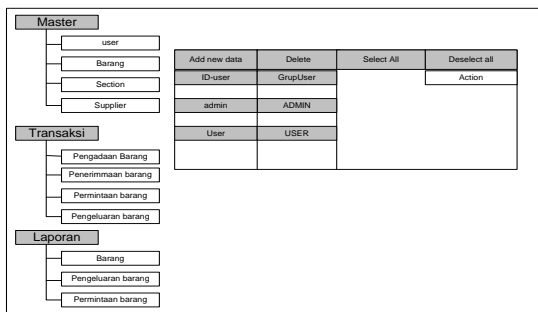 Master
user
Barang
Section
Supplier
Transaksi
Pengadaan Barang
Penerimmaan barang
Permintaan barang
Pengeluaran barang
Laporan
Barang
Pengeluaran barang
Permintaan barang
Add new data Delete Select All Deselect all
ID-user GrupUser Action
admin ADMIN
User USER